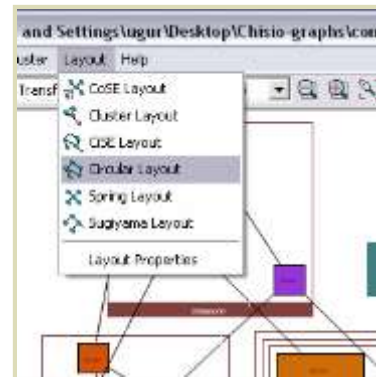 and Settings\ugur\Desktop\Chisio-graphs\con
uster Layout Help
Transf
CoSE Layout
Cluster Layout
CiSE Layout
Circular Layout
Spring Layout
Sugiyama Layout
Layout Properties